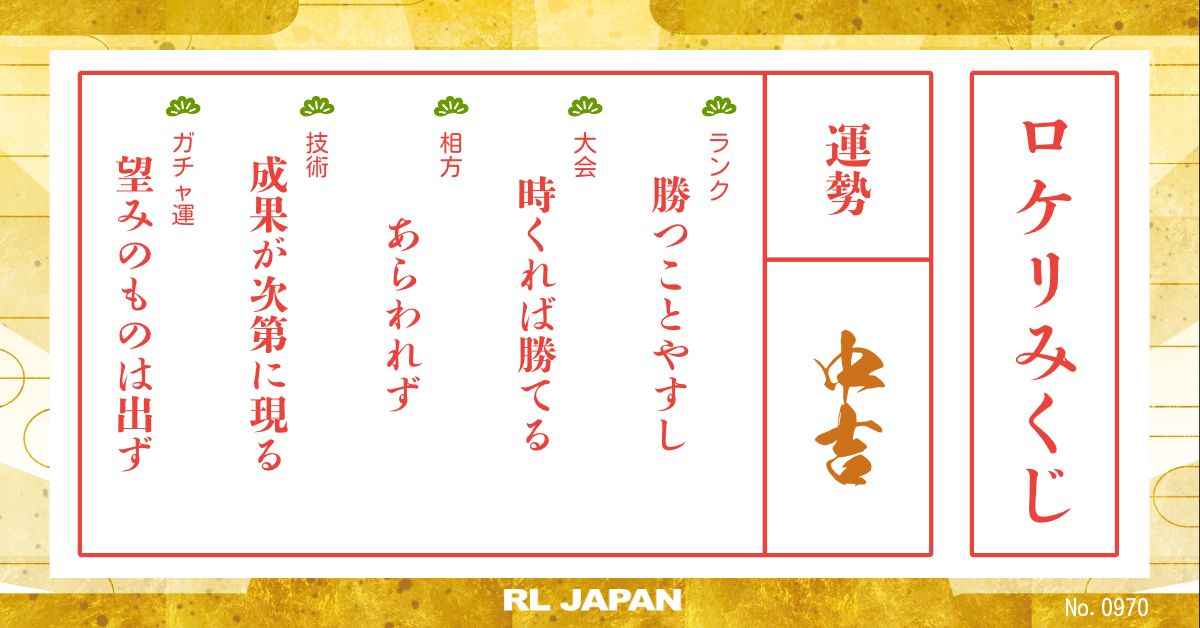 ロケリみくじ
運勢
中吉
ランク
勝つことやすし
大会
時くれば勝てる
相方
あらわれず
技術
成果が次第に現る
ガチャ運
望みのものは出ず
RL JAPAN
No. 0970